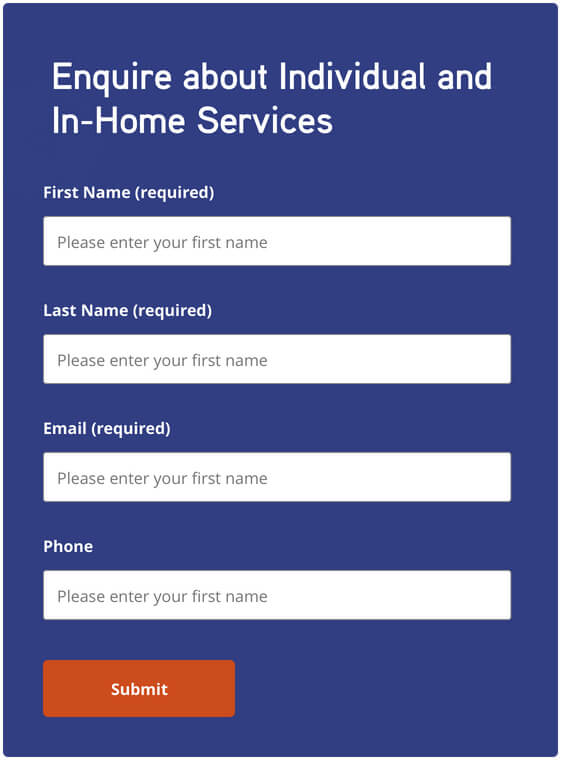 Enquire about Individual and
In-Home Services
First Name (required)
Please enter your first name
Last Name (required)
Please enter your first name
Email (required)
Please enter your first name
Phone
Please enter your first name
Submit